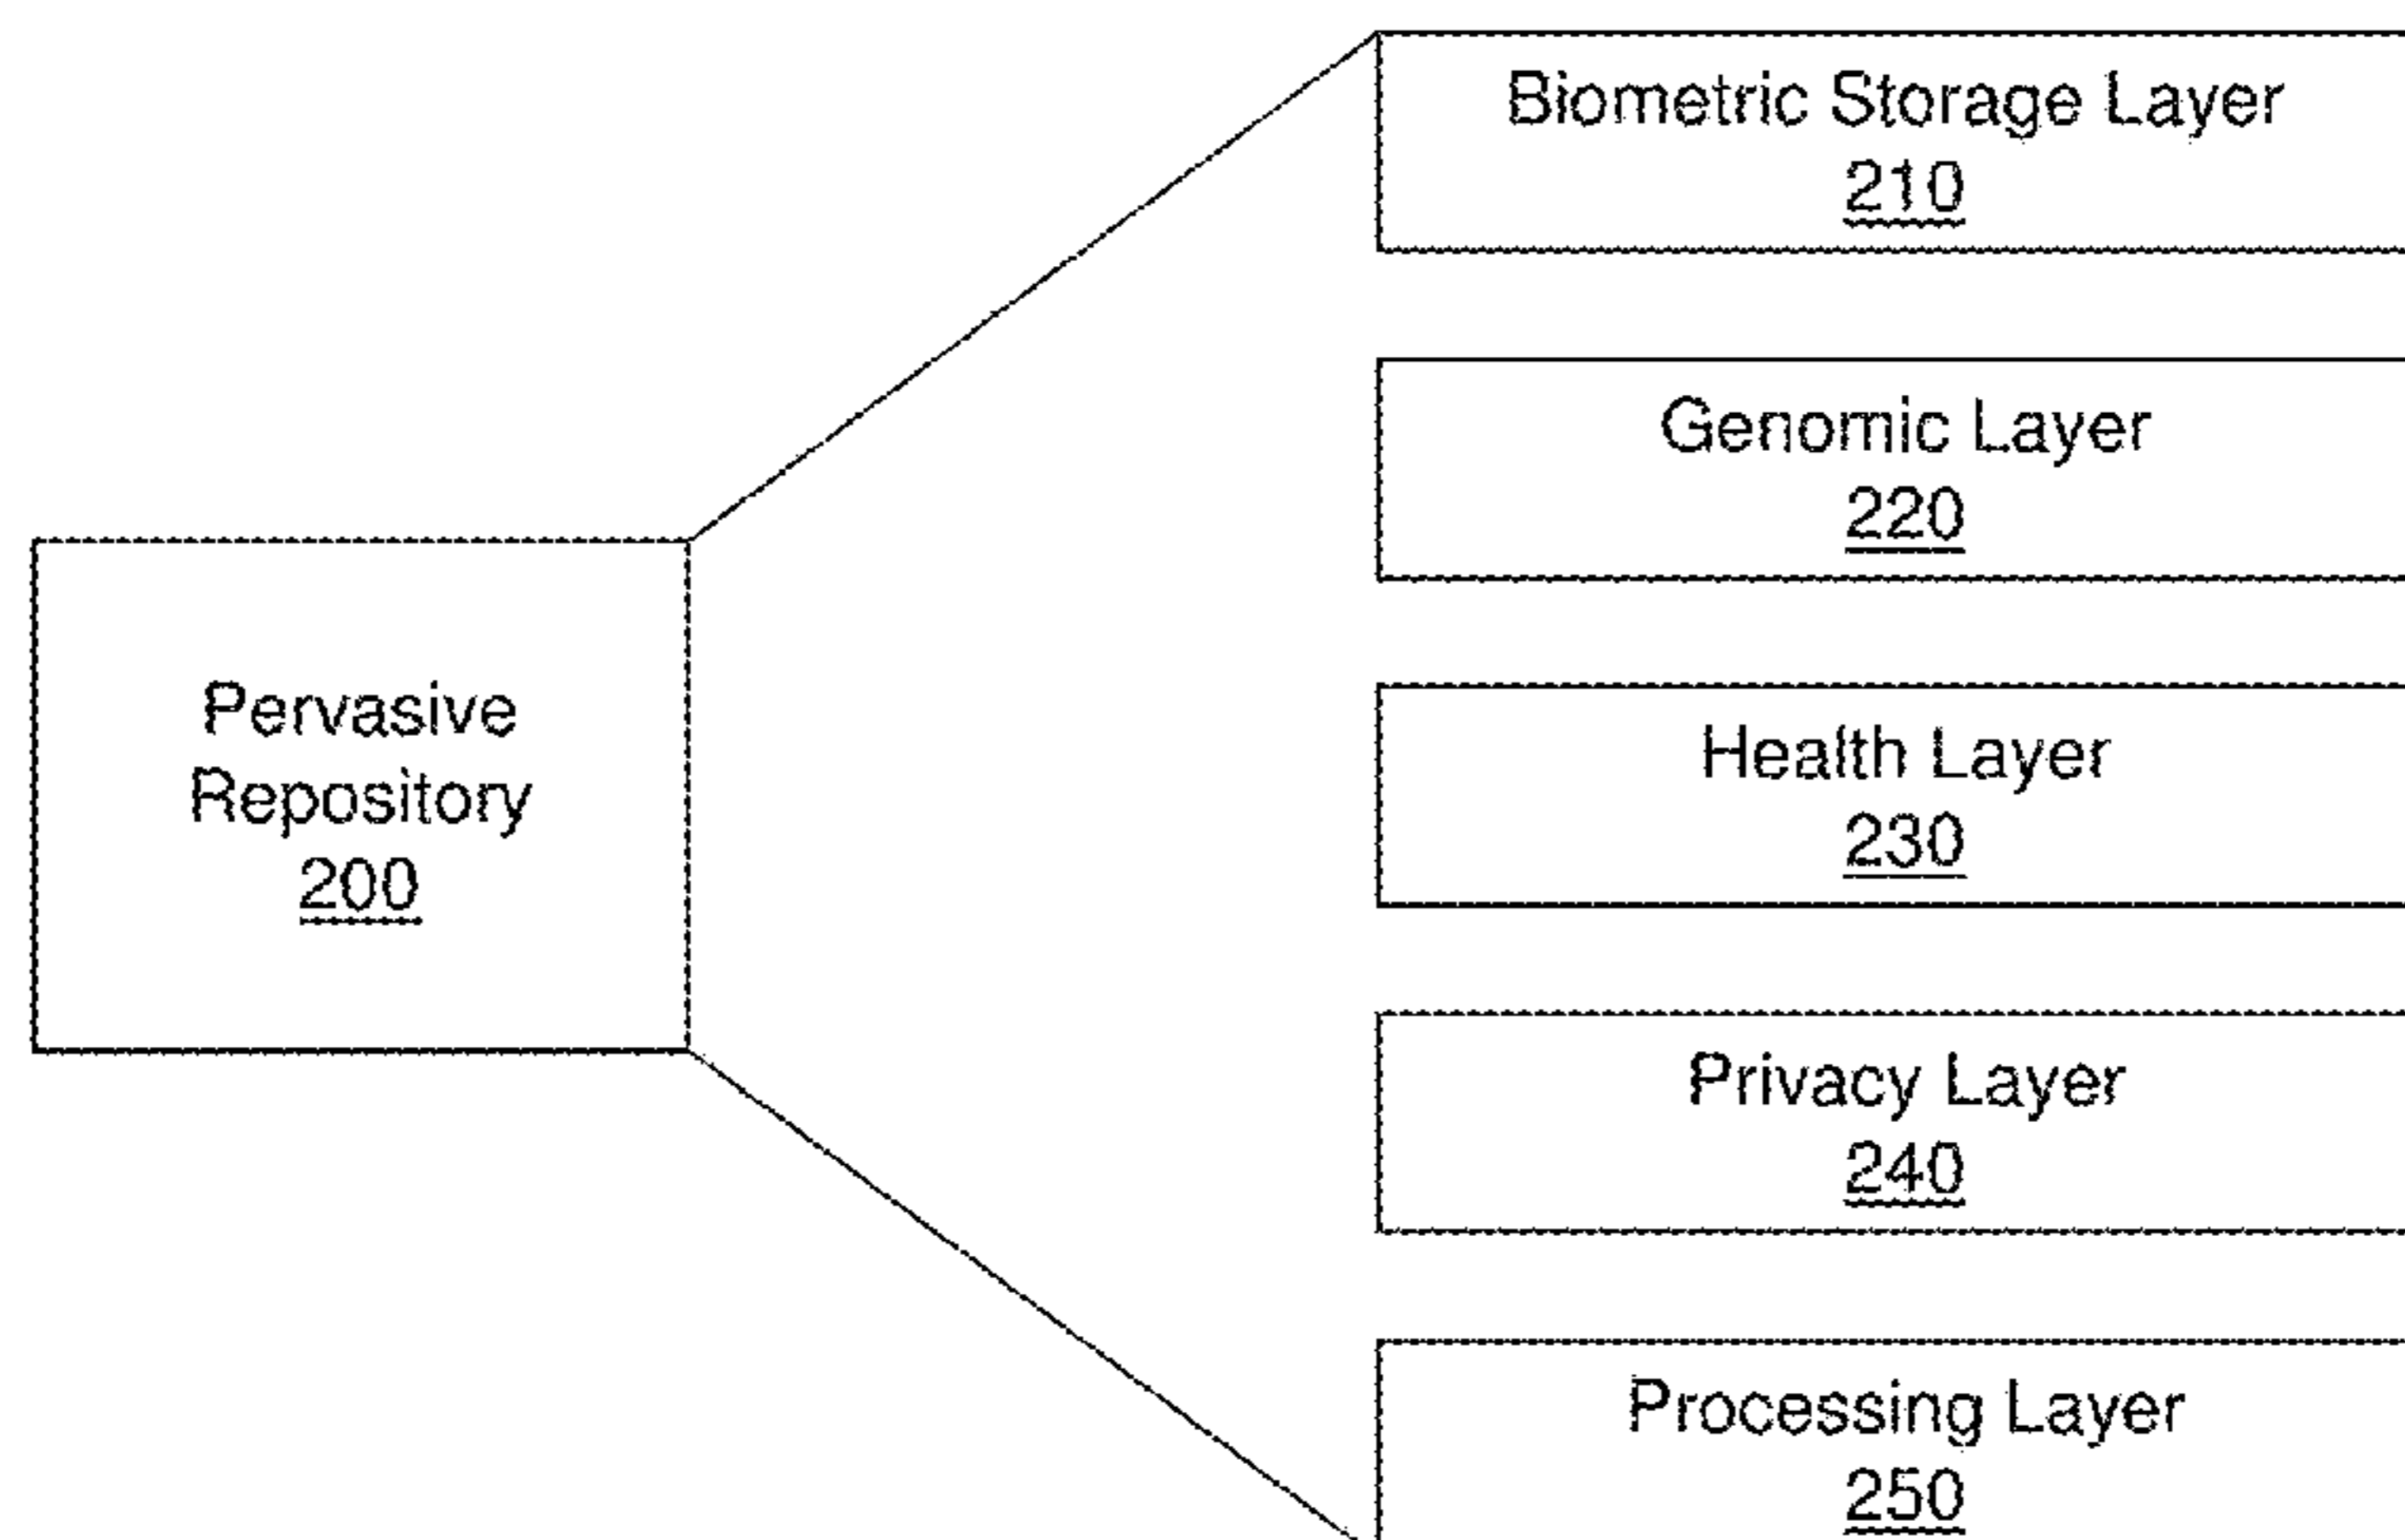 Biometric Storage Layer
210
Genomic Layer
220
Pervasive
Repository
200
Health Layer
230
Privacy Layer
240
Processing Layer
250